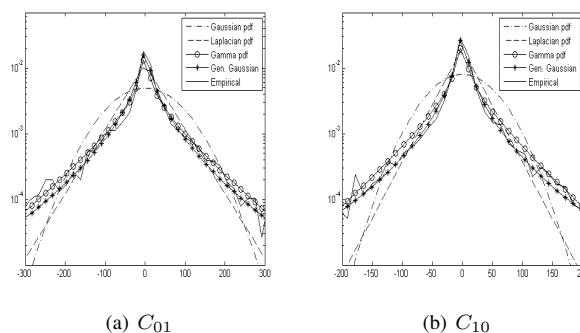 Gaussian pdf
Laplacian pdf
Gamma pdf
Gen. Gaussian
Empirical
10^-2
10^-3
10^-4
-300 -200 -100 0 100 200 300
(a) C_01
Gaussian pdf
Laplacian pdf
Gamma pdf
Gen. Gaussian
Empirical
10^-2
10^-3
10^-4
-200 -150 -100 -50 0 50 100 150
(b) C_10